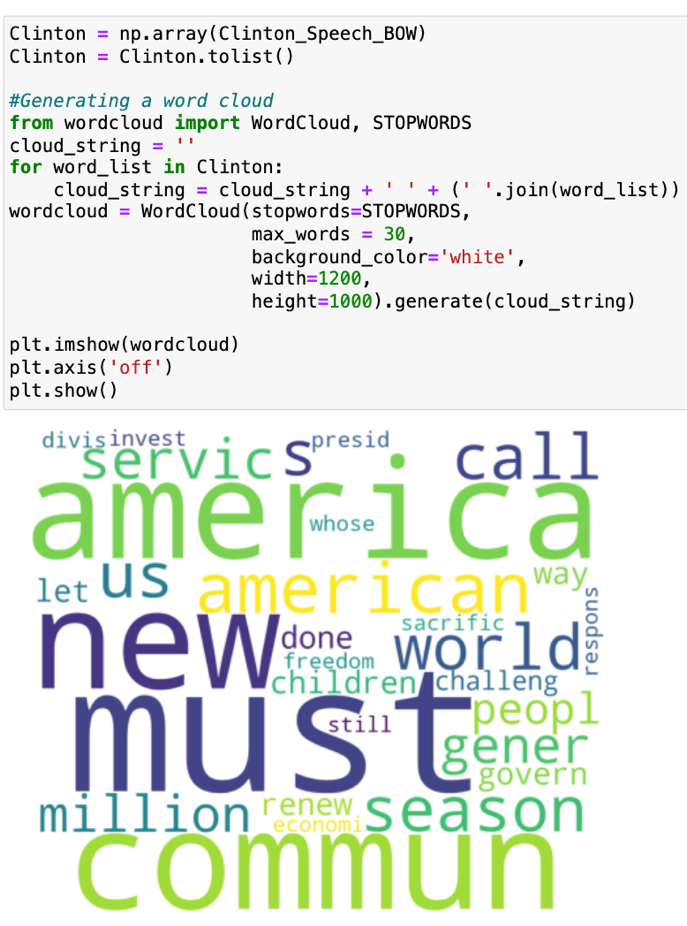 Clinton = np.array(Clinton_Speech_BOW)
Clinton = Clinton.tolist()
#Generating a word cloud
from wordcloud import WordCloud, STOPWORDS
cloud_string = ''
for word_list in Clinton:
    cloud_string = cloud_string + ' ' + (' '.join(word_list))
wordcloud = WordCloud(stopwords=STOPWORDS,
                      max_words = 30,
                      background_color='white',
                      width=1200,
                      height=1000).generate(cloud_string)
plt.imshow(wordcloud)
plt.axis('off')
plt.show()
divis invest presid
servic s call
america
whose
let us american way
new done sacrific world respons
freedom
children challeng
must still peopl
gener
govern
million renew season
economi
commun